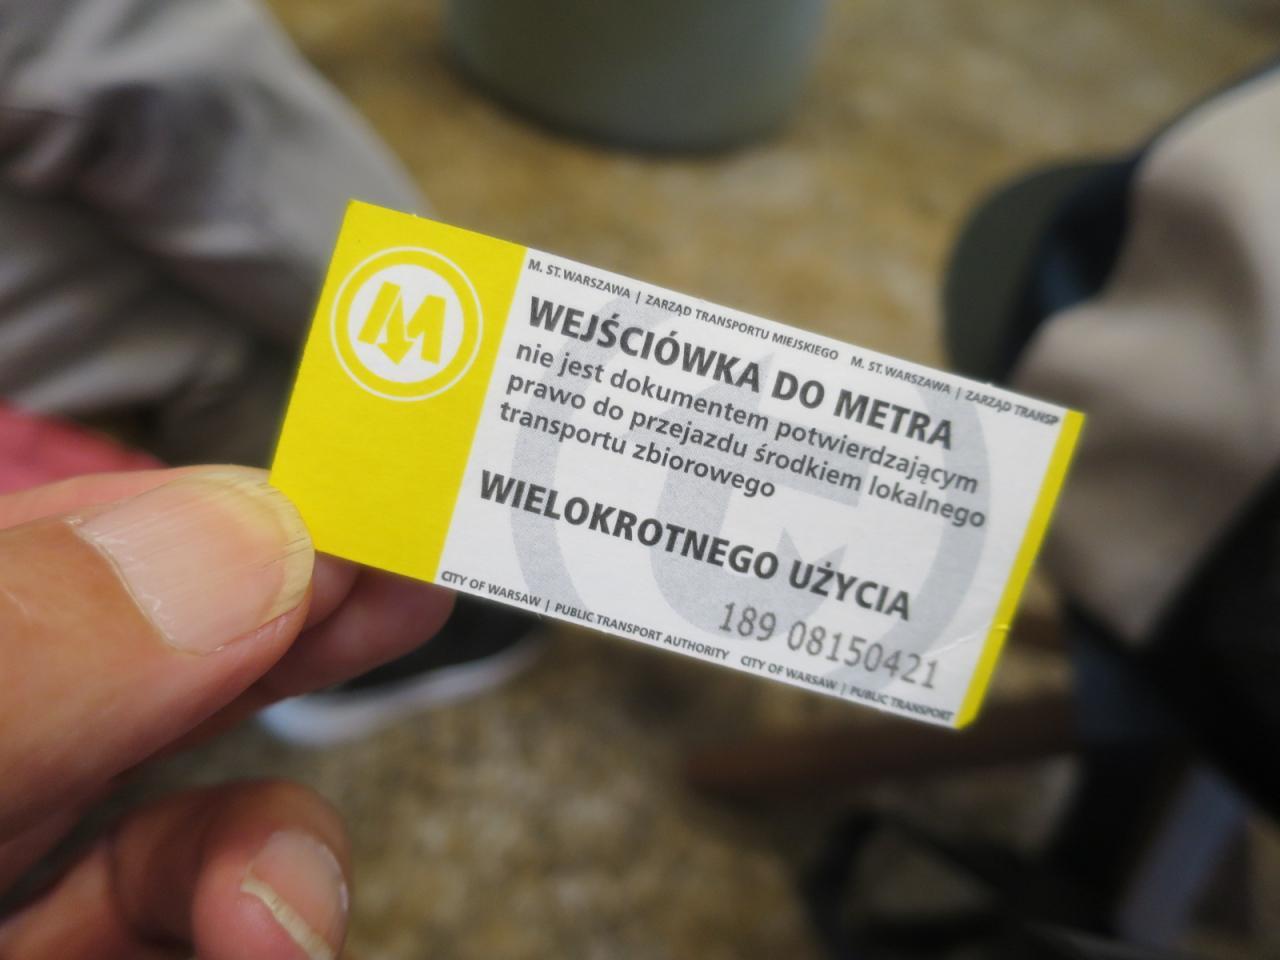 M
M. ST. WARSZAWA | ZARZĄD TRANSPORTU MIEJSKIEGO M. ST. WARSZAWA | ZARZĄD TRANSP
WEJŚCIÓWKA DO METRA
nie jest dokumentem potwierdzającym
prawo do przejazdu środkiem lokalnego
transportu zbiorowego
WIELOKROTNEGO UŻYCIA
189 08150421
CITY OF WARSAW | PUBLIC TRANSPORT AUTHORITY CITY OF WARSAW | PUBLIC TRANSPORT